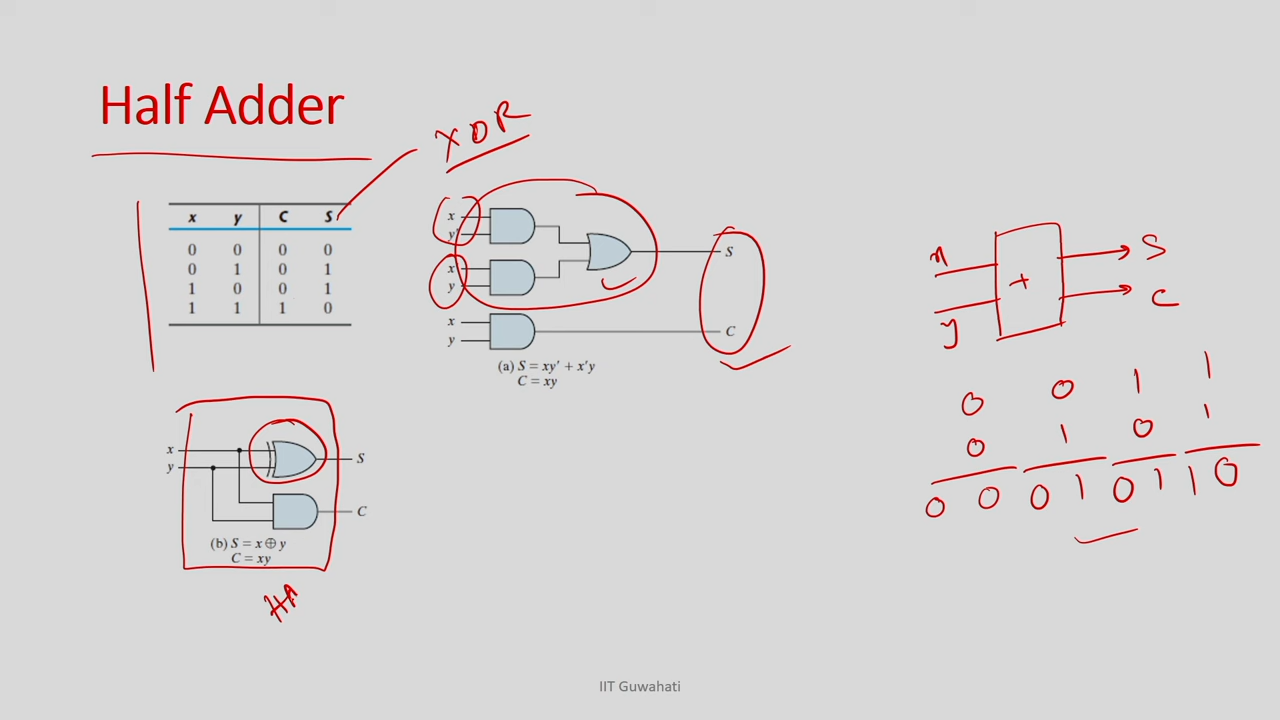 Half Adder
XOR
x y C S
0 0 0 0
0 1 0 1
1 0 0 1
1 1 1 0
x
y'
x'
y
x
y
S
C
(a) S = xy' + x'y
C = xy
x
y
+
S
C
0 0 1 1
0 1 0 1
0 0 0 1 0 1 1 0
x
y
S
C
(b) S = x ⊕ y
C = xy
HA
IIT Guwahati